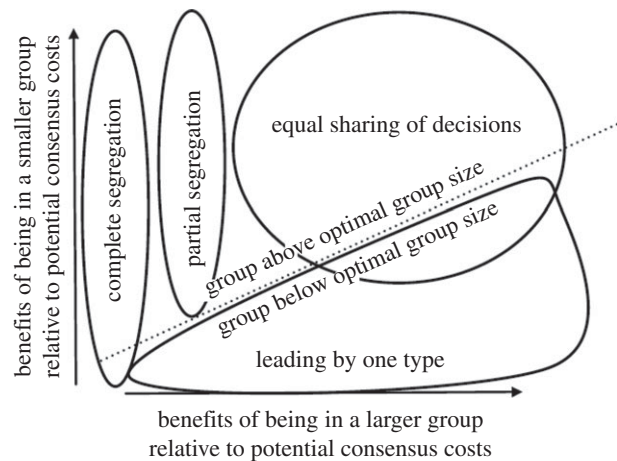 benefits of being in a smaller group
relative to potential consensus costs
complete segregation
partial segregation
equal sharing of decisions
group above optimal group size
group below optimal group size
leading by one type
benefits of being in a larger group
relative to potential consensus costs